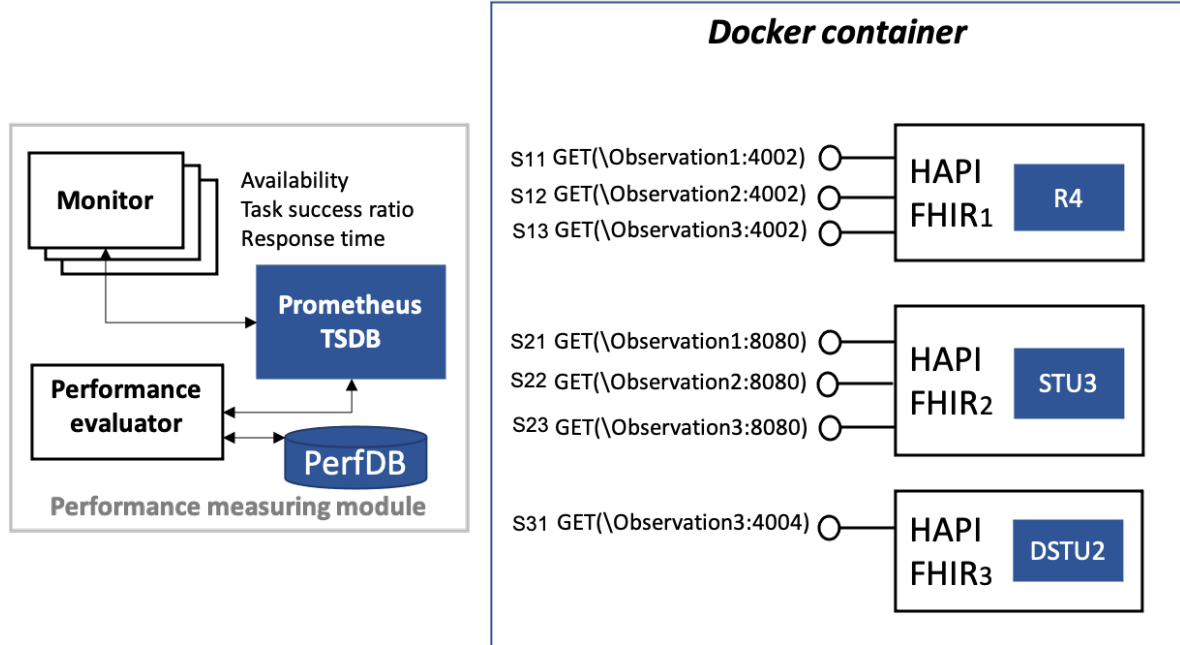 Docker container
Monitor
Availability
Task success ratio
Response time
Prometheus
TSDB
Performance
evaluator
PerfDB
Performance measuring module
S11 GET(\Observation1:4002)
S12 GET(\Observation2:4002)
S13 GET(\Observation3:4002)
HAPI
FHIR1
R4
S21 GET(\Observation1:8080)
S22 GET(\Observation2:8080)
S23 GET(\Observation3:8080)
HAPI
FHIR2
STU3
S31 GET(\Observation3:4004)
HAPI
FHIR3
DSTU2